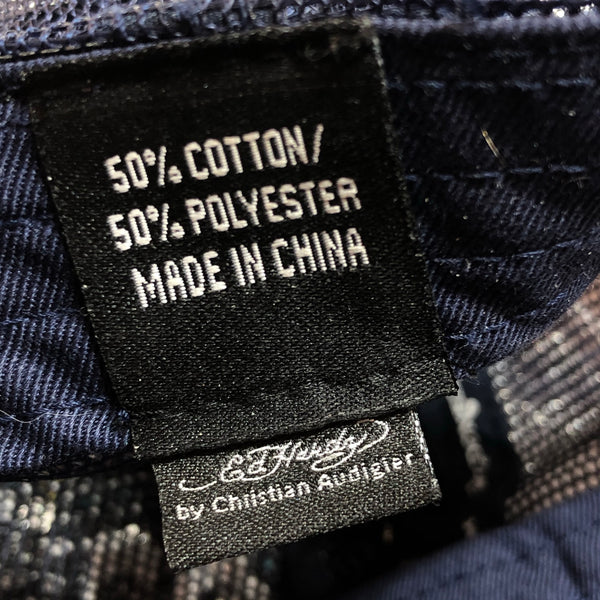 50% COTTON/
50% POLYESTER
MADE IN CHINA
Ed Hardy
by Christian Audigier